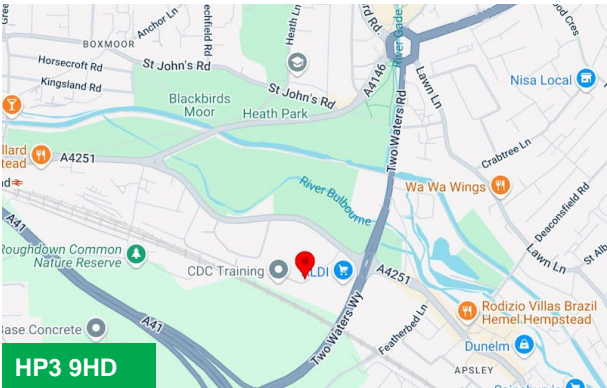 Anchor Ln
BOXMOOR
Horsecroft Rd
Kingsland Rd
St John's Rd
Heath Ln
A4146
River Gade
Lawn Ln
Nisa Local
Blackbirds
Moor
St John's Rd
Heath Park
Two Waters Rd
Crabtree Ln
A4251
River Bulbourne
Wa Wa Wings
Deaconsfield Rd
Lawn Ln
A41
Roughdown Common
Nature Reserve
CDC Training
A4251
A41
Two Waters Wy
Featherbed Ln
Rodizio Villas Brazil
Hemel Hempstead
Dunelm
APSLEY
HP3 9HD